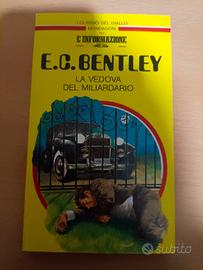 I CLASSICI DEL GIALLO
MONDADORI
L'INFORMAZIONE
E.C. BENTLEY
LA VEDOVA
DEL MILIARDARIO
subito